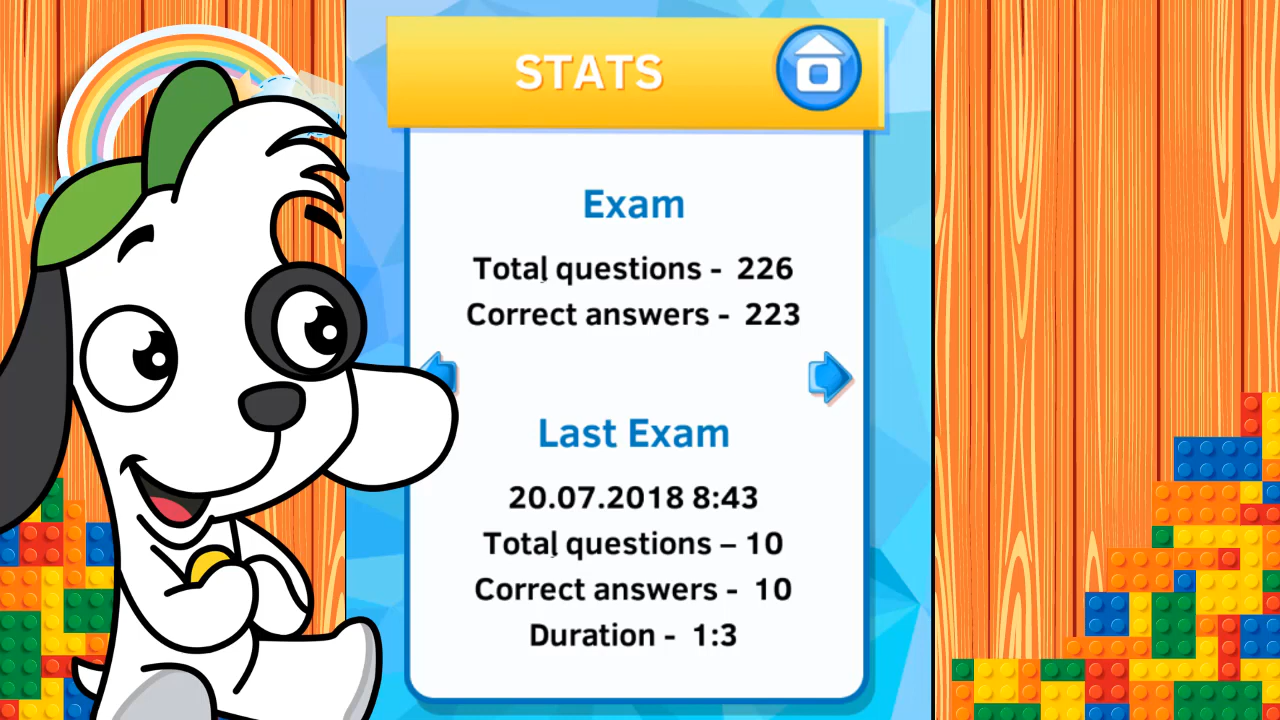 STATS
Exam
Total questions - 226
Correct answers - 223
Last Exam
20.07.2018 8:43
Total questions – 10
Correct answers - 10
Duration - 1:3